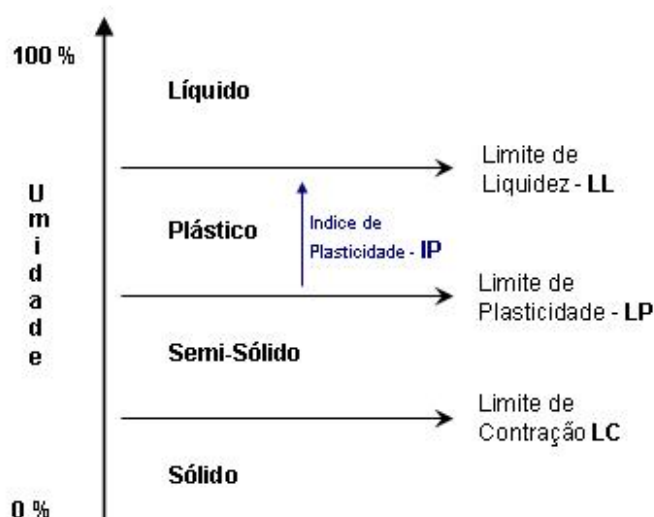 100 %
Líquido
Limite de
Liquidez - LL
Umidade
Plástico
Indice de
Plasticidade - IP
Limite de
Plasticidade - LP
Semi-Sólido
Limite de
Contração LC
Sólido
0 %